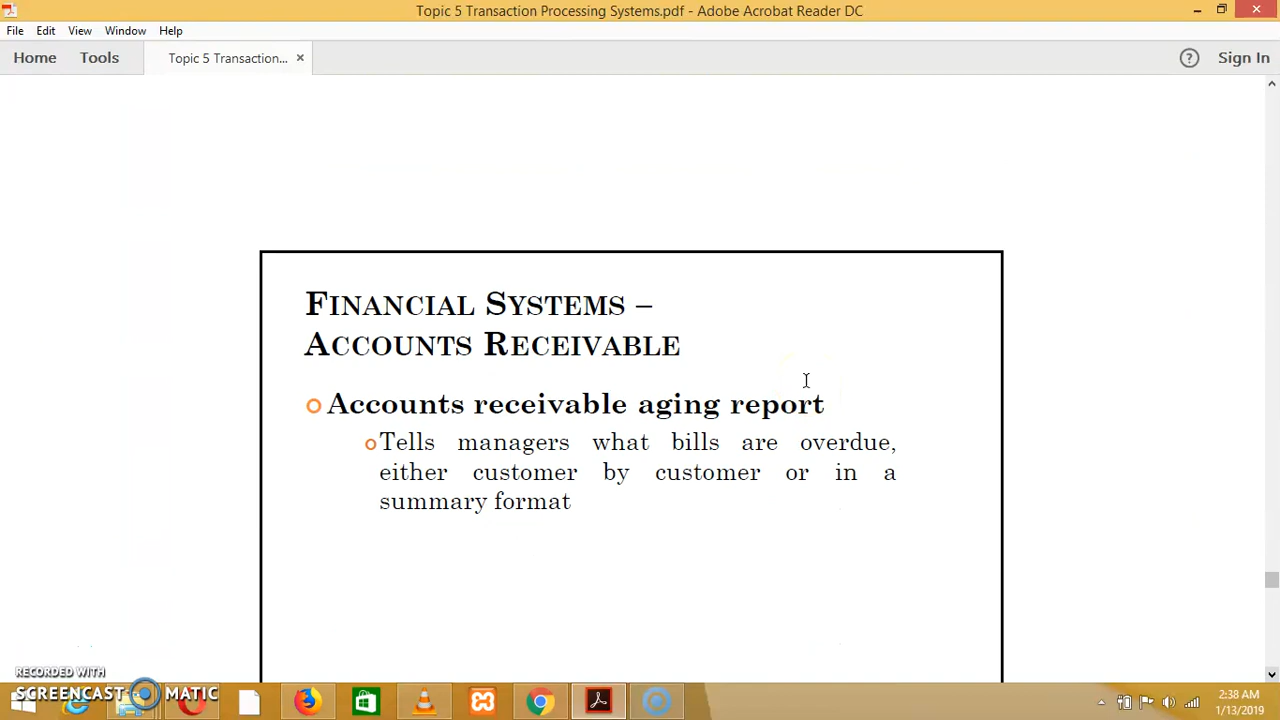 Topic 5 Transaction Processing Systems.pdf - Adobe Acrobat Reader DC
File Edit View Window Help
Home Tools Topic 5 Transaction... × ? Sign In
FINANCIAL SYSTEMS –
ACCOUNTS RECEIVABLE
Accounts receivable aging report
Tells managers what bills are overdue,
either customer by customer or in a
summary format
RECORDED WITH
SCREENCAST MATIC
2:38 AM
1/13/2019